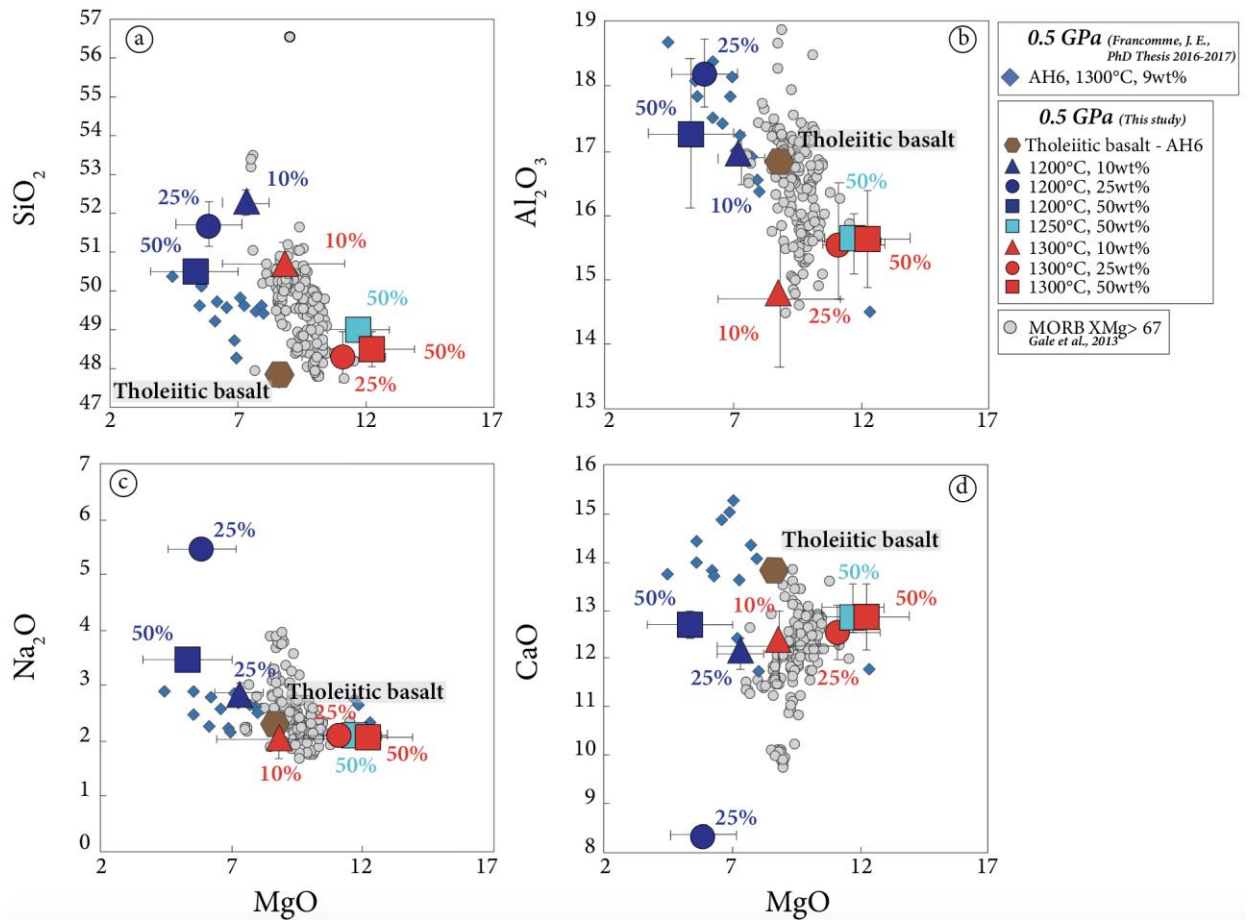 a
SiO2
57
56
55
54
53
52
51
50
49
48
47
2
7
12
17
25%
10%
50%
10%
50%
50%
25%
Tholeiitic basalt
b
Al2O3
19
18
17
16
15
14
13
2
7
12
17
25%
50%
Tholeiitic basalt
10%
50%
50%
25%
10%
0.5 GPa (Francomme, J. E.,
PhD Thesis 2016-2017)
AH6, 1300°C, 9wt%
0.5 GPa (This study)
Tholeiitic basalt - AH6
1200°C, 10wt%
1200°C, 25wt%
1200°C, 50wt%
1250°C, 50wt%
1300°C, 10wt%
1300°C, 25wt%
1300°C, 50wt%
MORB XMg> 67
Gale et al., 2013
c
Na2O
7
6
5
4
3
2
1
0
2
7
12
17
MgO
25%
50%
25%
Tholeiitic basalt
25%
10%
50%
50%
d
CaO
16
15
14
13
12
11
10
9
8
2
7
12
17
MgO
Tholeiitic basalt
50%
50%
10%
50%
25%
25%
25%